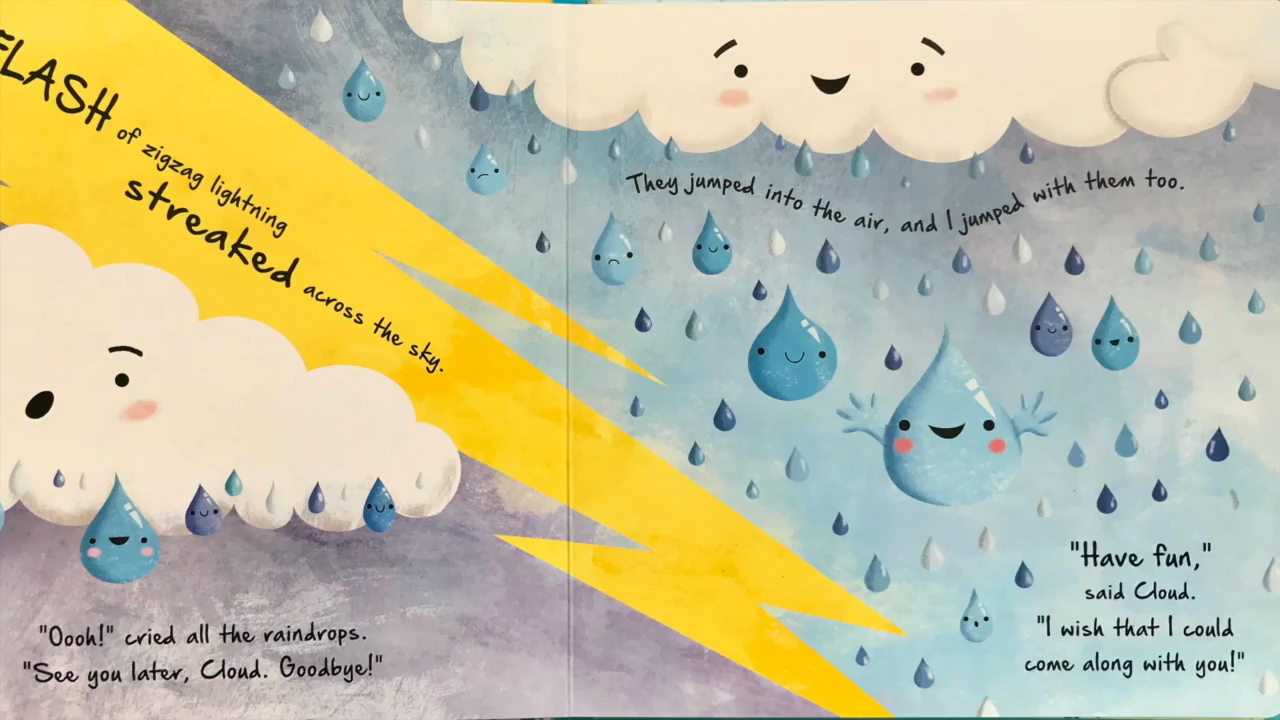 FLASH of zigzag lightning
streaked across the sky.
"Oooh!" cried all the raindrops.
"See you later, Cloud. Goodbye!"
They jumped into the air, and I jumped with them too.
"Have fun,"
said Cloud.
"I wish that I could
come along with you!"